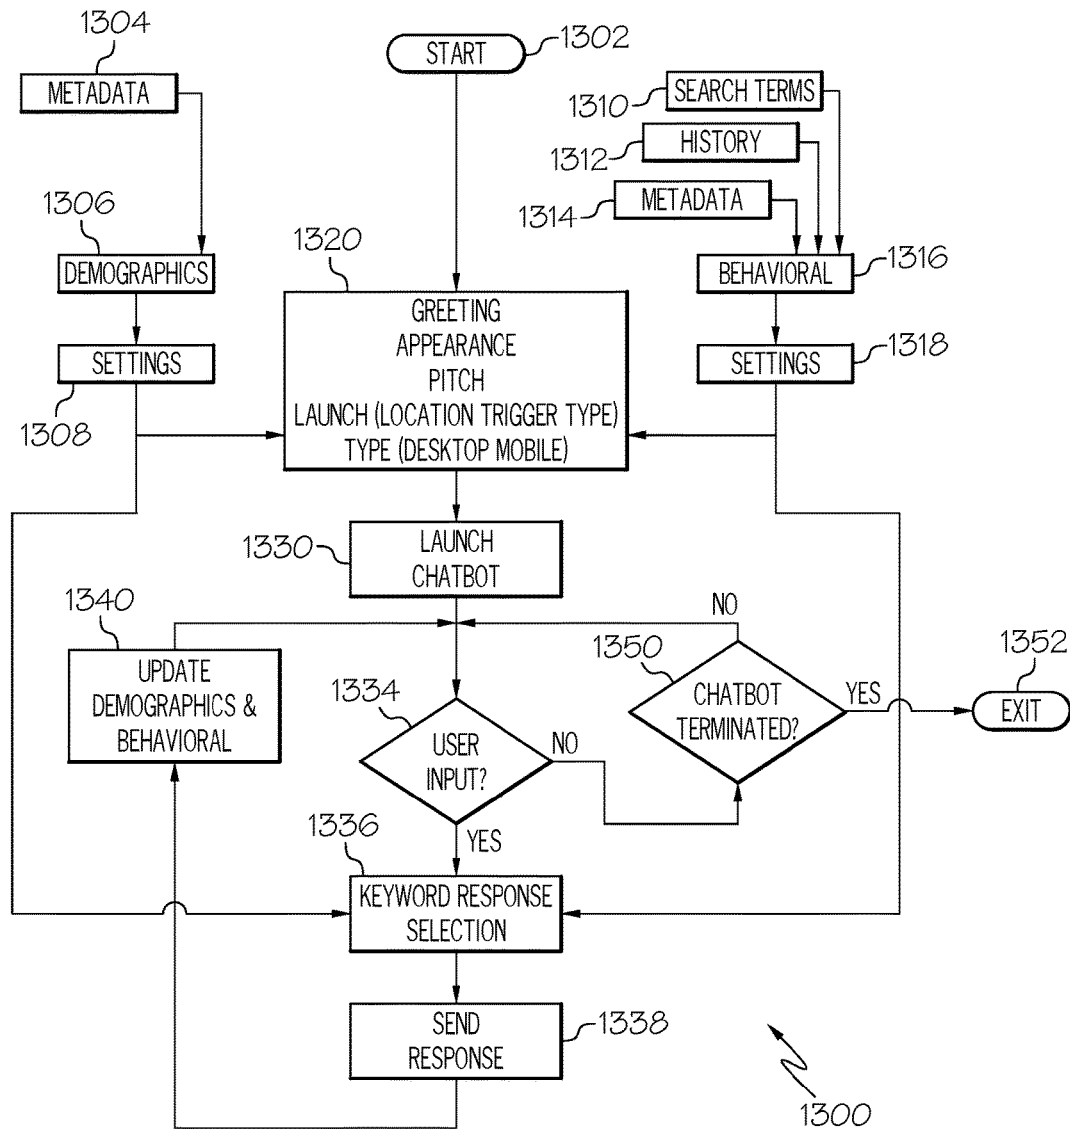 1304
METADATA
START
1302
1310
SEARCH TERMS
1312
HISTORY
1314
METADATA
1306
DEMOGRAPHICS
1320
GREETING
APPEARANCE
PITCH
LAUNCH (LOCATION TRIGGER TYPE)
TYPE (DESKTOP MOBILE)
BEHAVIORAL
1316
SETTINGS
1308
SETTINGS
1318
1330
LAUNCH
CHATBOT
1340
UPDATE
DEMOGRAPHICS &
BEHAVIORAL
NO
1350
CHATBOT
TERMINATED?
YES
1352
EXIT
1334
USER
INPUT?
NO
YES
1336
KEYWORD RESPONSE
SELECTION
SEND
RESPONSE
1338
1300